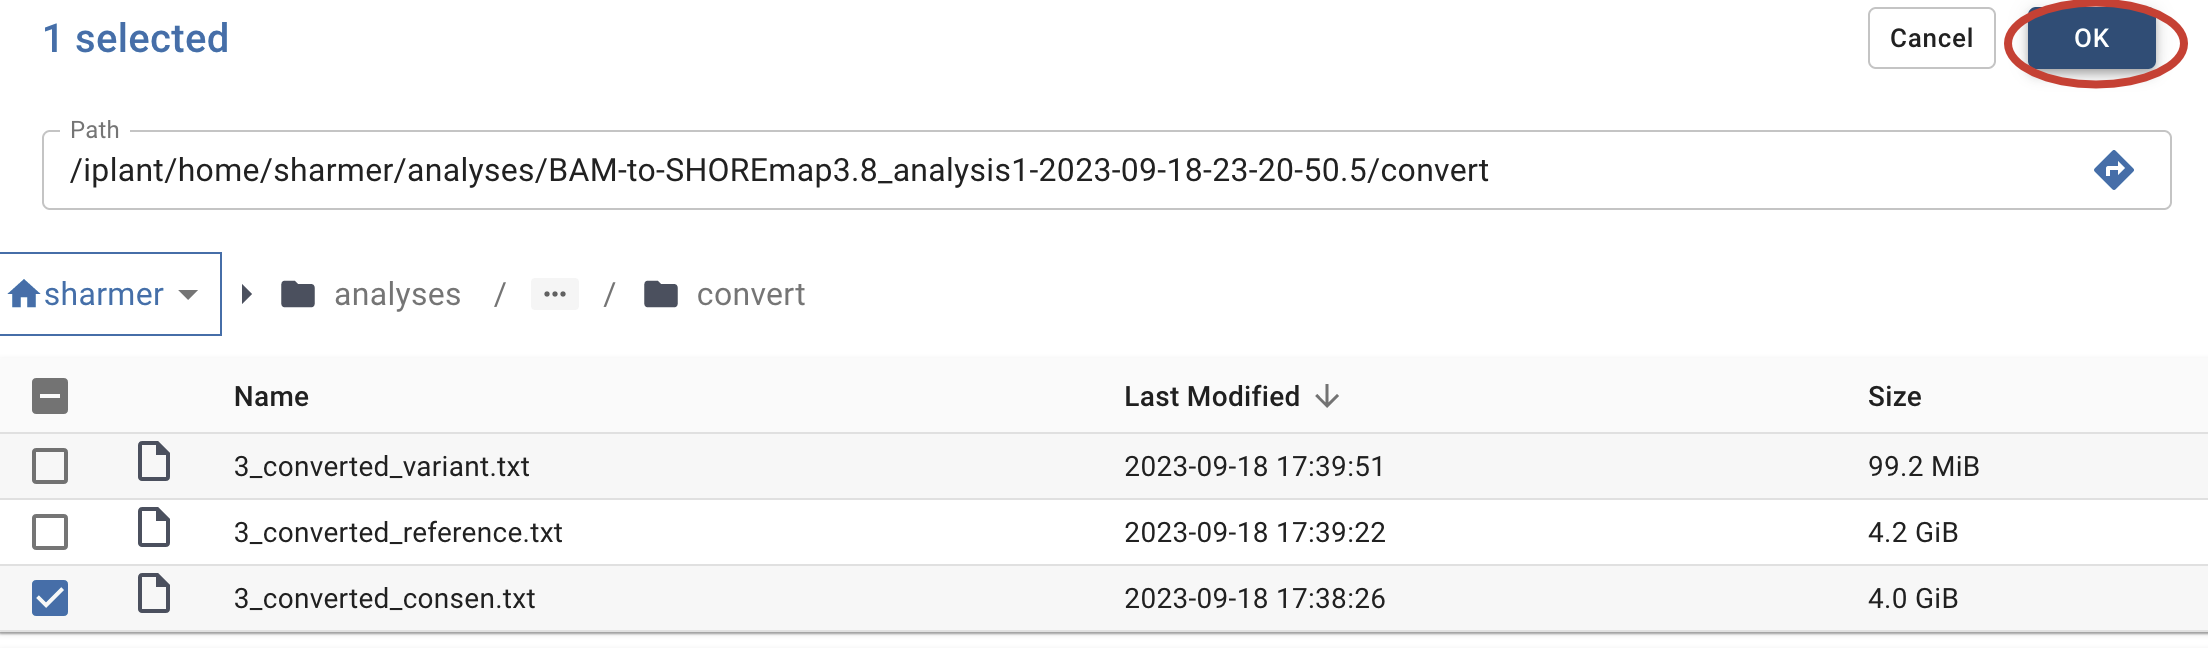 1 selected
Cancel
OK
Path
/iplant/home/sharmer/analyses/BAM-to-SHOREmap3.8_analysis1-2023-09-18-23-20-50.5/convert
sharmer analyses / ... / convert
Name Last Modified Size
3_converted_variant.txt 2023-09-18 17:39:51 99.2 MiB
3_converted_reference.txt 2023-09-18 17:39:22 4.2 GiB
3_converted_consen.txt 2023-09-18 17:38:26 4.0 GiB